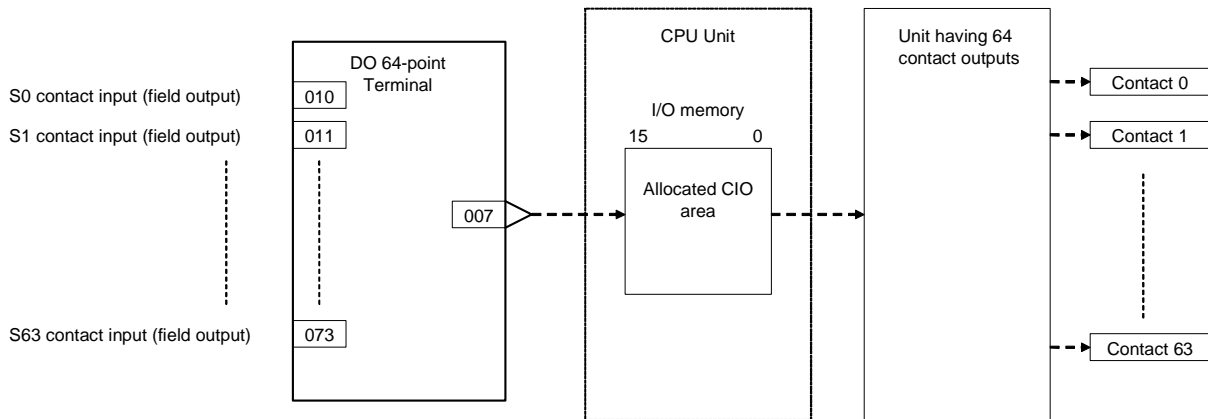 DO 64-point
Terminal
S0 contact input (field output)
010
S1 contact input (field output)
011
007
S63 contact input (field output)
073
CPU Unit
I/O memory
15 0
Allocated CIO
area
Unit having 64
contact outputs
Contact 0
Contact 1
Contact 63